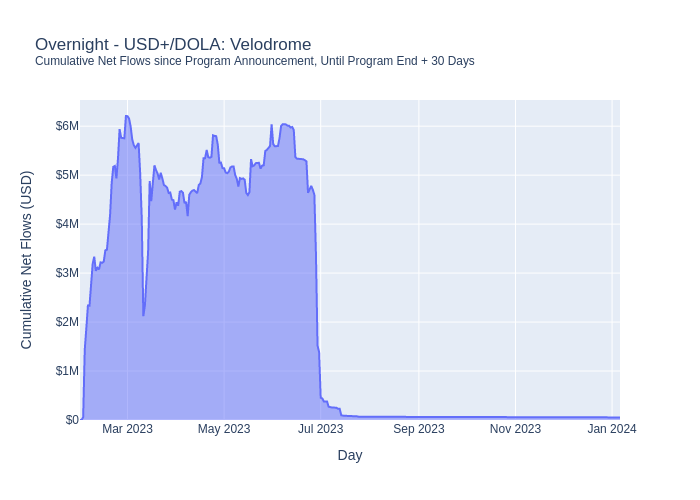 Overnight - USD+/DOLA: Velodrome
Cumulative Net Flows since Program Announcement, Until Program End + 30 Days
Cumulative Net Flows (USD)
$6M
$5M
$4M
$3M
$2M
$1M
$0
Mar 2023 May 2023 Jul 2023 Sep 2023 Nov 2023 Jan 2024
Day